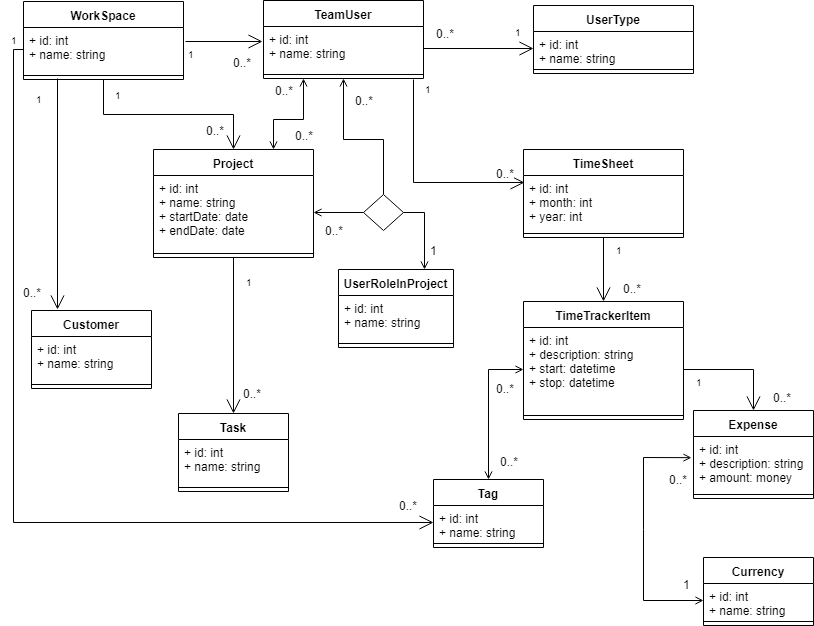 WorkSpace
+ id: int
+ name: string
TeamUser
+ id: int
+ name: string
UserType
+ id: int
+ name: string
1
1
0..*
0..*
1
1
1
0..*
0..*
0..*
0..*
1
Project
+ id: int
+ name: string
+ startDate: date
+ endDate: date
0..*
TimeSheet
+ id: int
+ month: int
+ year: int
0..*
1
1
1
UserRoleInProject
+ id: int
+ name: string
0..*
0..*
Customer
+ id: int
+ name: string
TimeTrackerItem
+ id: int
+ description: string
+ start: datetime
+ stop: datetime
0..*
1
0..*
0..*
Task
+ id: int
+ name: string
Expense
+ id: int
+ description: string
+ amount: money
0..*
0..*
0..*
Tag
+ id: int
+ name: string
1
Currency
+ id: int
+ name: string